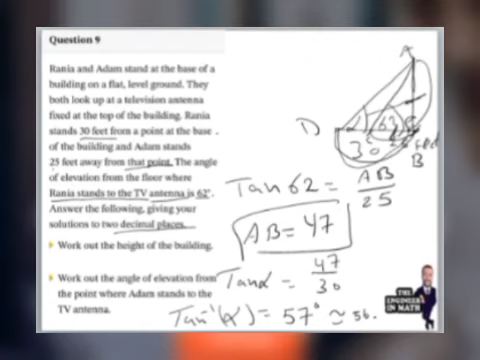 Question 9
Rania and Adam stand at the base of a
building on a flat, level ground. They
both look up at a television antenna
fixed at the top of the building. Rania
stands 30 feet from a point at the base
of the building and Adam stands
25 feet away from that point. The angle
of elevation from the floor where
Rania stands to the TV antenna is 62°.
Answer the following, giving your
solutions to two decimal places.
Work out the height of the building.
Work out the angle of elevation from
the point where Adam stands to the
TV antenna.
A
D
62
30
B
Tan 62 = AB
25
AB = 47
Tanα = 47
30
Tan⁻¹(α) = 57° ≈ 56.
THE
ENGINEER
IN MATH